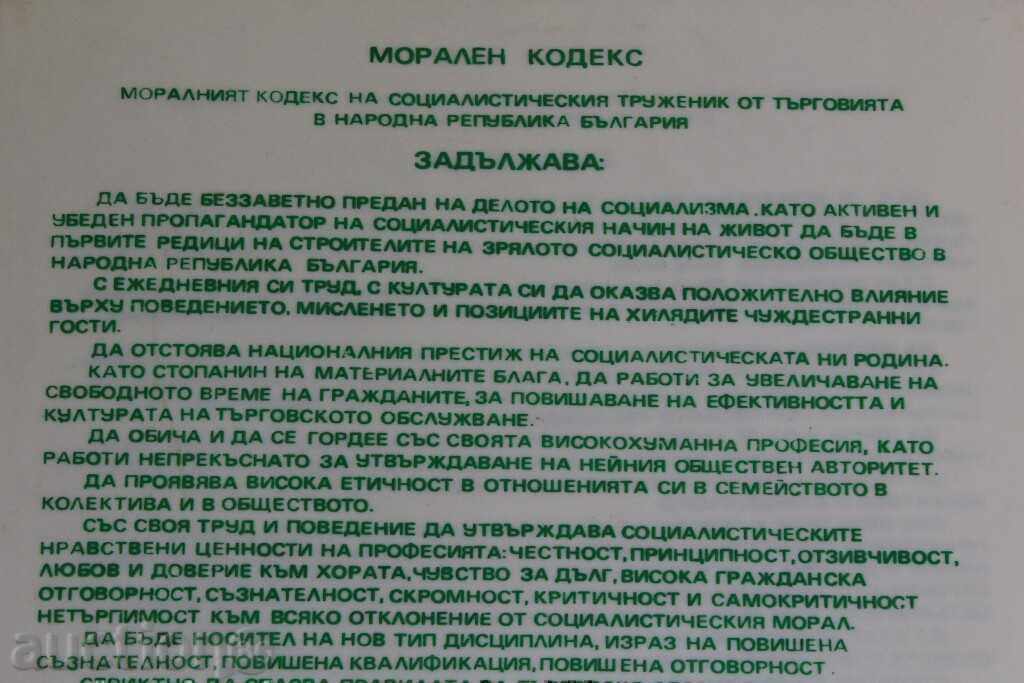 МОРАЛЕН КОДЕКС
МОРАЛНИЯТ КОДЕКС НА СОЦИАЛИСТИЧЕСКИЯ ТРУЖЕНИК ОТ ТЪРГОВИЯТА
В НАРОДНА РЕПУБЛИКА БЪЛГАРИЯ
ЗАДЪЛЖАВА:
ДА БЪДЕ БЕЗЗАВЕТНО ПРЕДАН НА ДЕЛОТО НА СОЦИАЛИЗМА. КАТО АКТИВЕН И
УБЕДЕН ПРОПАГАНДАТОР НА СОЦИАЛИСТИЧЕСКИЯ НАЧИН НА ЖИВОТ ДА БЪДЕ В
ПЪРВИТЕ РЕДИЦИ НА СТРОИТЕЛИТЕ НА ЗРЯЛОТО СОЦИАЛИСТИЧЕСКО ОБЩЕСТВО В
НАРОДНА РЕПУБЛИКА БЪЛГАРИЯ.
С ЕЖЕДНЕВНИЯ СИ ТРУД, С КУЛТУРАТА СИ ДА ОКАЗВА ПОЛОЖИТЕЛНО ВЛИЯНИЕ
ВЪРХУ ПОВЕДЕНИЕТО, МИСЛЕНЕТО И ПОЗИЦИИТЕ НА ХИЛЯДИТЕ ЧУЖДЕСТРАННИ
ГОСТИ.
ДА ОТСТОЯВА НАЦИОНАЛНИЯ ПРЕСТИЖ НА СОЦИАЛИСТИЧЕСКАТА НИ РОДИНА.
КАТО СТОПАНИН НА МАТЕРИАЛНИТЕ БЛАГА, ДА РАБОТИ ЗА УВЕЛИЧАВАНЕ НА
СВОБОДНОТО ВРЕМЕ НА ГРАЖДАНИТЕ, ЗА ПОВИШАВАНЕ НА ЕФЕКТИВНОСТТА И
КУЛТУРАТА НА ТЪРГОВСКОТО ОБСЛУЖВАНЕ.
ДА ОБИЧА И ДА СЕ ГОРДЕЕ СЪС СВОЯТА ВИСОКОХУМАННА ПРОФЕСИЯ, КАТО
РАБОТИ НЕПРЕКЪСНАТО ЗА УТВЪРЖДАВАНЕ НА НЕЙНИЯ ОБЩЕСТВЕН АВТОРИТЕТ.
ДА ПРОЯВЯВА ВИСОКА ЕТИЧНОСТ В ОТНОШЕНИЯТА СИ В СЕМЕЙСТВОТО В
КОЛЕКТИВА И В ОБЩЕСТВОТО.
СЪС СВОЯ ТРУД И ПОВЕДЕНИЕ ДА УТВЪРЖДАВА СОЦИАЛИСТИЧЕСКИТЕ
НРАВСТВЕНИ ЦЕННОСТИ НА ПРОФЕСИЯТА: ЧЕСТНОСТ, ПРИНЦИПНОСТ, ОТЗИВЧИВОСТ,
ЛЮБОВ И ДОВЕРИЕ КЪМ ХОРАТА, ЧУВСТВО ЗА ДЪЛГ, ВИСОКА ГРАЖДАНСКА
ОТГОВОРНОСТ, СЪЗНАТЕЛНОСТ, СКРОМНОСТ, КРИТИЧНОСТ И САМОКРИТИЧНОСТ
НЕТЪРПИМОСТ КЪМ ВСЯКО ОТКЛОНЕНИЕ ОТ СОЦИАЛИСТИЧЕСКИЯ МОРАЛ.
ДА БЪДЕ НОСИТЕЛ НА НОВ ТИП ДИСЦИПЛИНА, ИЗРАЗ НА ПОВИШЕНА
СЪЗНАТЕЛНОСТ, ПОВИШЕНА КВАЛИФИКАЦИЯ, ПОВИШЕНА ОТГОВОРНОСТ